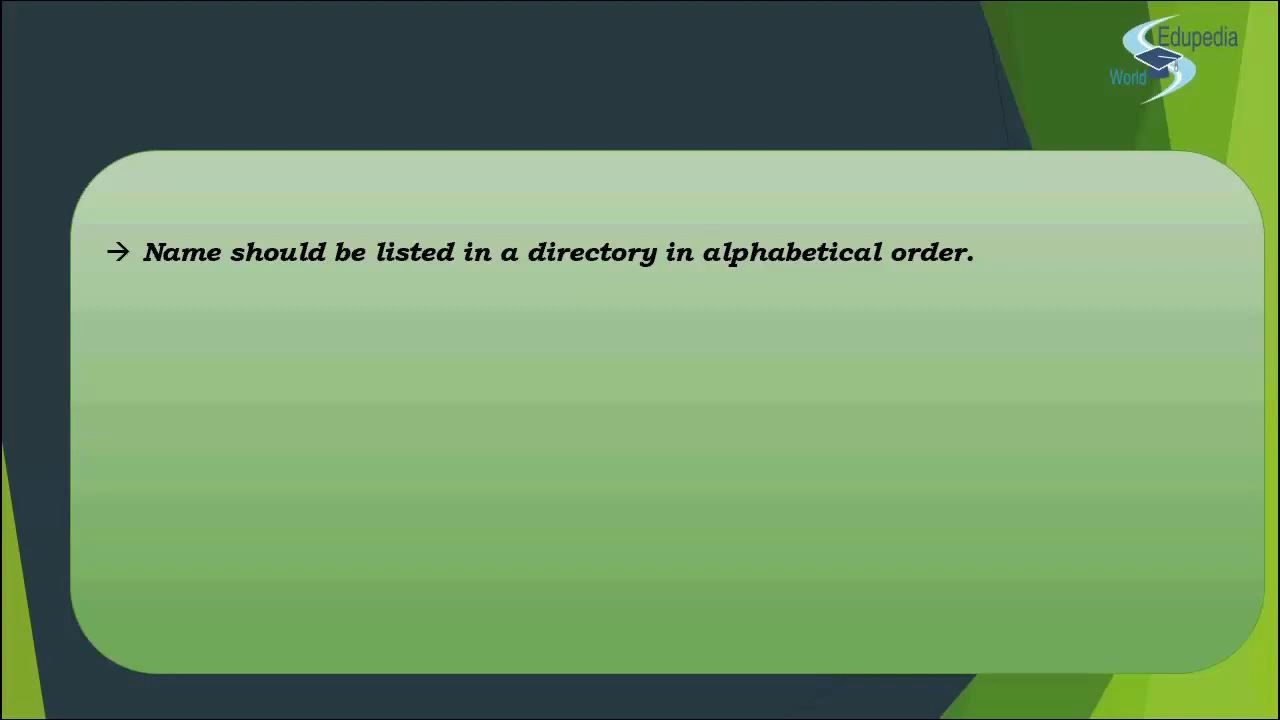 Edupedia
World
→ Name should be listed in a directory in alphabetical order.